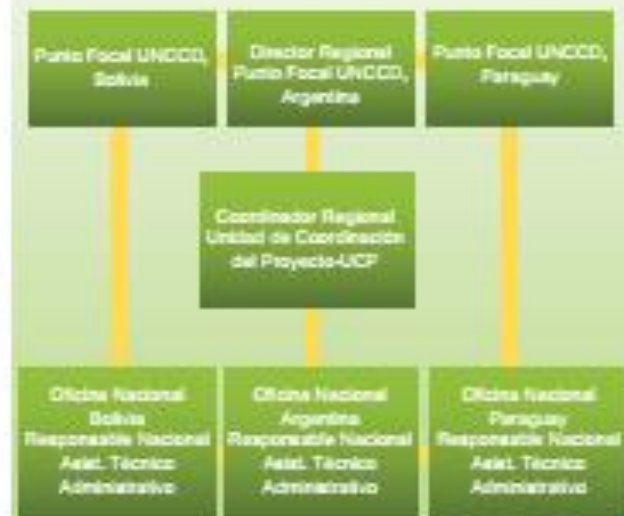 Punto Focal UNCCD,
Bolivia
Director Regional
Punto Focal UNCCD,
Argentina
Punto Focal UNCCD,
Paraguay
Coordinador Regional
Unidad de Coordinación
del Proyecto-UCP
Oficina Nacional
Bolivia
Responsable Nacional
Asist. Técnico
Administrativo
Oficina Nacional
Argentina
Responsable Nacional
Asist. Técnico
Administrativo
Oficina Nacional
Paraguay
Responsable Nacional
Asist. Técnico
Administrativo